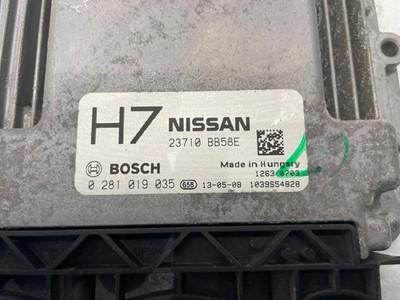 H7 NISSAN
23710 BB58E
BOSCH
Made in Hungary
1263 0703
0 281 019 035 658 13-05-08 1039S54828